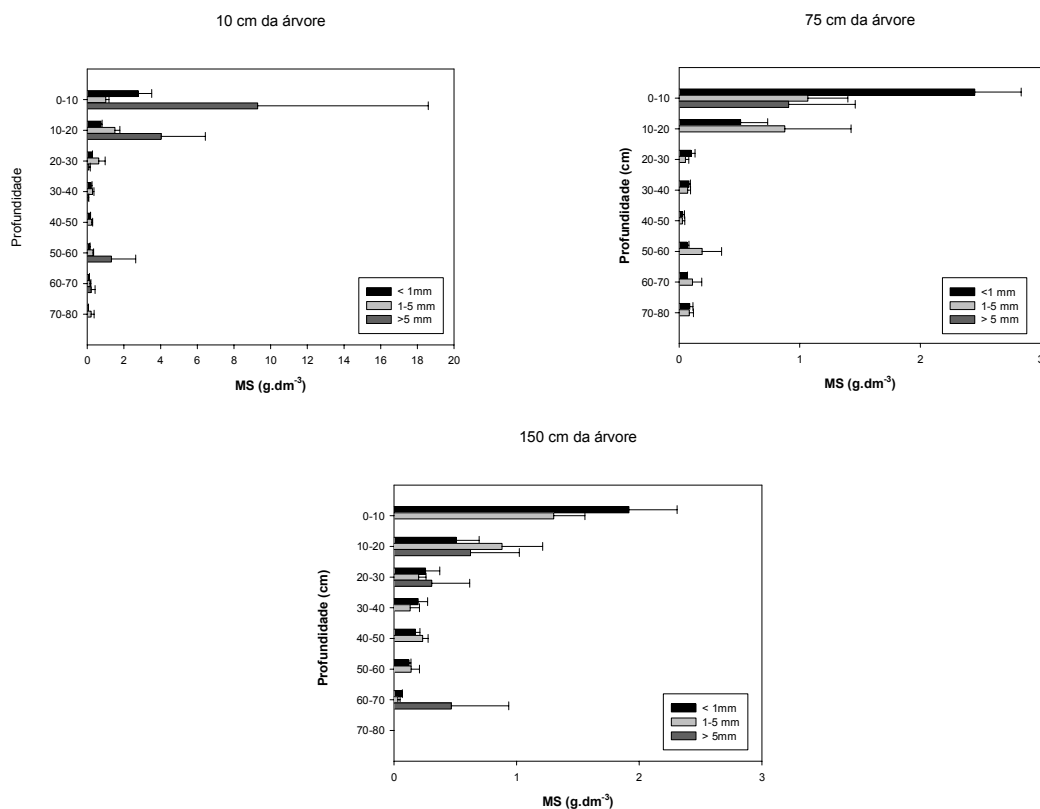 10 cm da árvore
Profundidade
0-10
10-20
20-30
30-40
40-50
50-60
60-70
70-80
< 1mm
1-5 mm
>5 mm
0 2 4 6 8 10 12 14 16 18 20
MS (g.dm-3)
75 cm da árvore
Profundidade (cm)
0-10
10-20
20-30
30-40
40-50
50-60
60-70
70-80
<1 mm
1-5 mm
> 5 mm
0 1 2 3
MS (g.dm-3)
150 cm da árvore
Profundidade (cm)
0-10
10-20
20-30
30-40
40-50
50-60
60-70
70-80
< 1mm
1-5 mm
> 5mm
0 1 2 3
MS (g.dm-3)